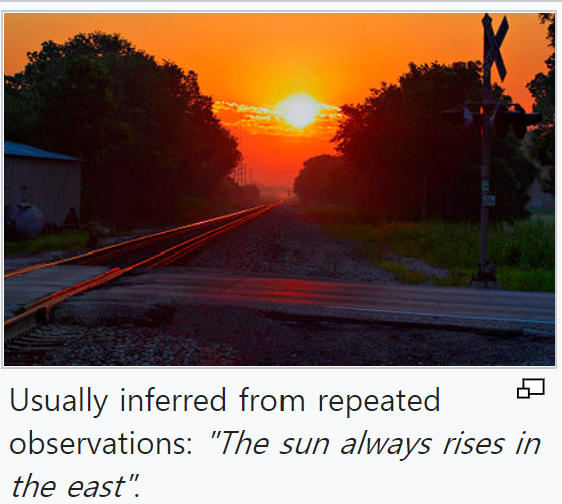 Usually inferred from repeated
observations: "The sun always rises in
the east".